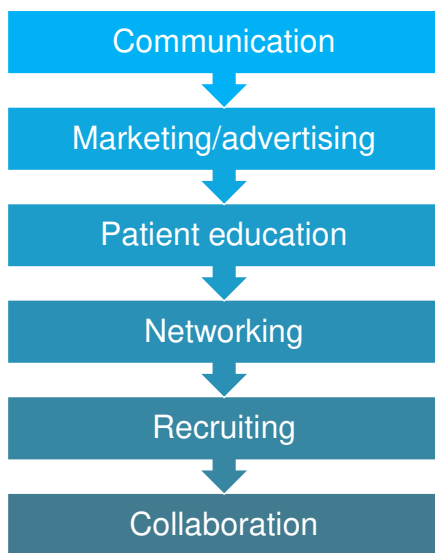 Communication
Marketing/advertising
Patient education
Networking
Recruiting
Collaboration